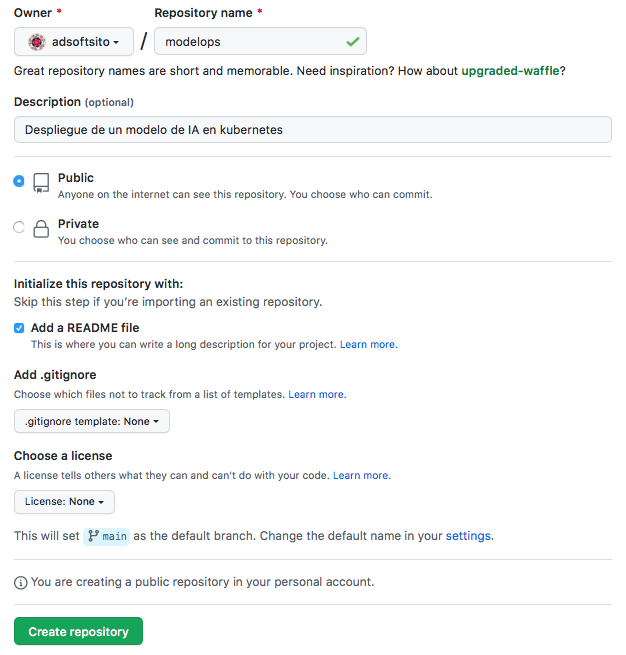 Owner * Repository name *
adsoftsito / modelops
Great repository names are short and memorable. Need inspiration? How about upgraded-waffle?
Description (optional)
Despliegue de un modelo de IA en kubernetes
Public
Anyone on the internet can see this repository. You choose who can commit.
Private
You choose who can see and commit to this repository.
Initialize this repository with:
Skip this step if you're importing an existing repository.
Add a README file
This is where you can write a long description for your project. Learn more.
Add .gitignore
Choose which files not to track from a list of templates. Learn more.
.gitignore template: None
Choose a license
A license tells others what they can and can't do with your code. Learn more.
License: None
This will set main as the default branch. Change the default name in your settings.
You are creating a public repository in your personal account.
Create repository